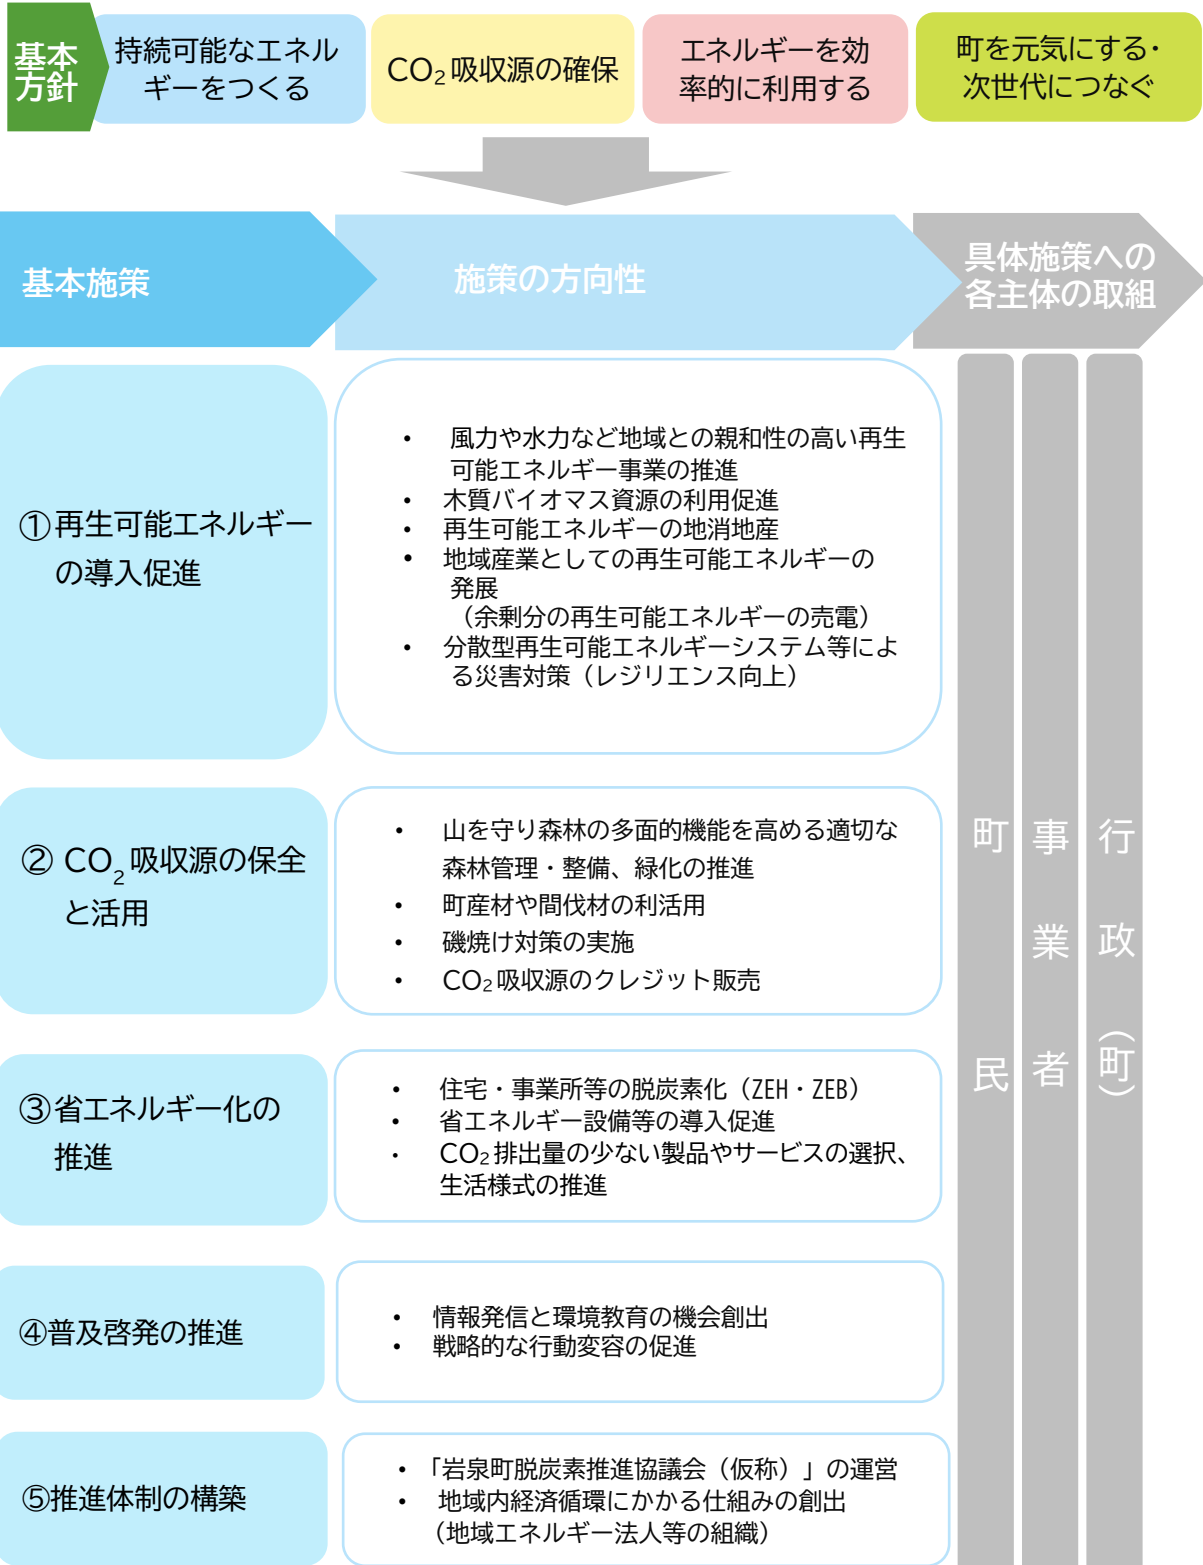 基本
方針
持続可能なエネル
ギーをつくる
CO₂吸収源の確保
エネルギーを効
率的に利用する
町を元気にする・
次世代につなぐ
基本施策
施策の方向性
具体施策への
各主体の取組
①再生可能エネルギー
の導入促進
• 風力や水力など地域との親和性の高い再生
可能エネルギー事業の推進
• 木質バイオマス資源の利用促進
• 再生可能エネルギーの地消地産
• 地域産業としての再生可能エネルギーの
発展
（余剰分の再生可能エネルギーの売電）
• 分散型再生可能エネルギーシステム等によ
る災害対策（レジリエンス向上）
② CO₂吸収源の保全
と活用
• 山を守り森林の多面的機能を高める適切な
森林管理・整備、緑化の推進
• 町産材や間伐材の利活用
• 磯焼け対策の実施
• CO₂吸収源のクレジット販売
③省エネルギー化の
推進
• 住宅・事業所等の脱炭素化（ZEH・ZEB）
• 省エネルギー設備等の導入促進
• CO₂排出量の少ない製品やサービスの選択、
生活様式の推進
④普及啓発の推進
• 情報発信と環境教育の機会創出
• 戦略的な行動変容の促進
⑤推進体制の構築
• 「岩泉町脱炭素推進協議会（仮称）」の運営
• 地域内経済循環にかかる仕組みの創出
（地域エネルギー法人等の組織）
町民
事業者
行政（町）